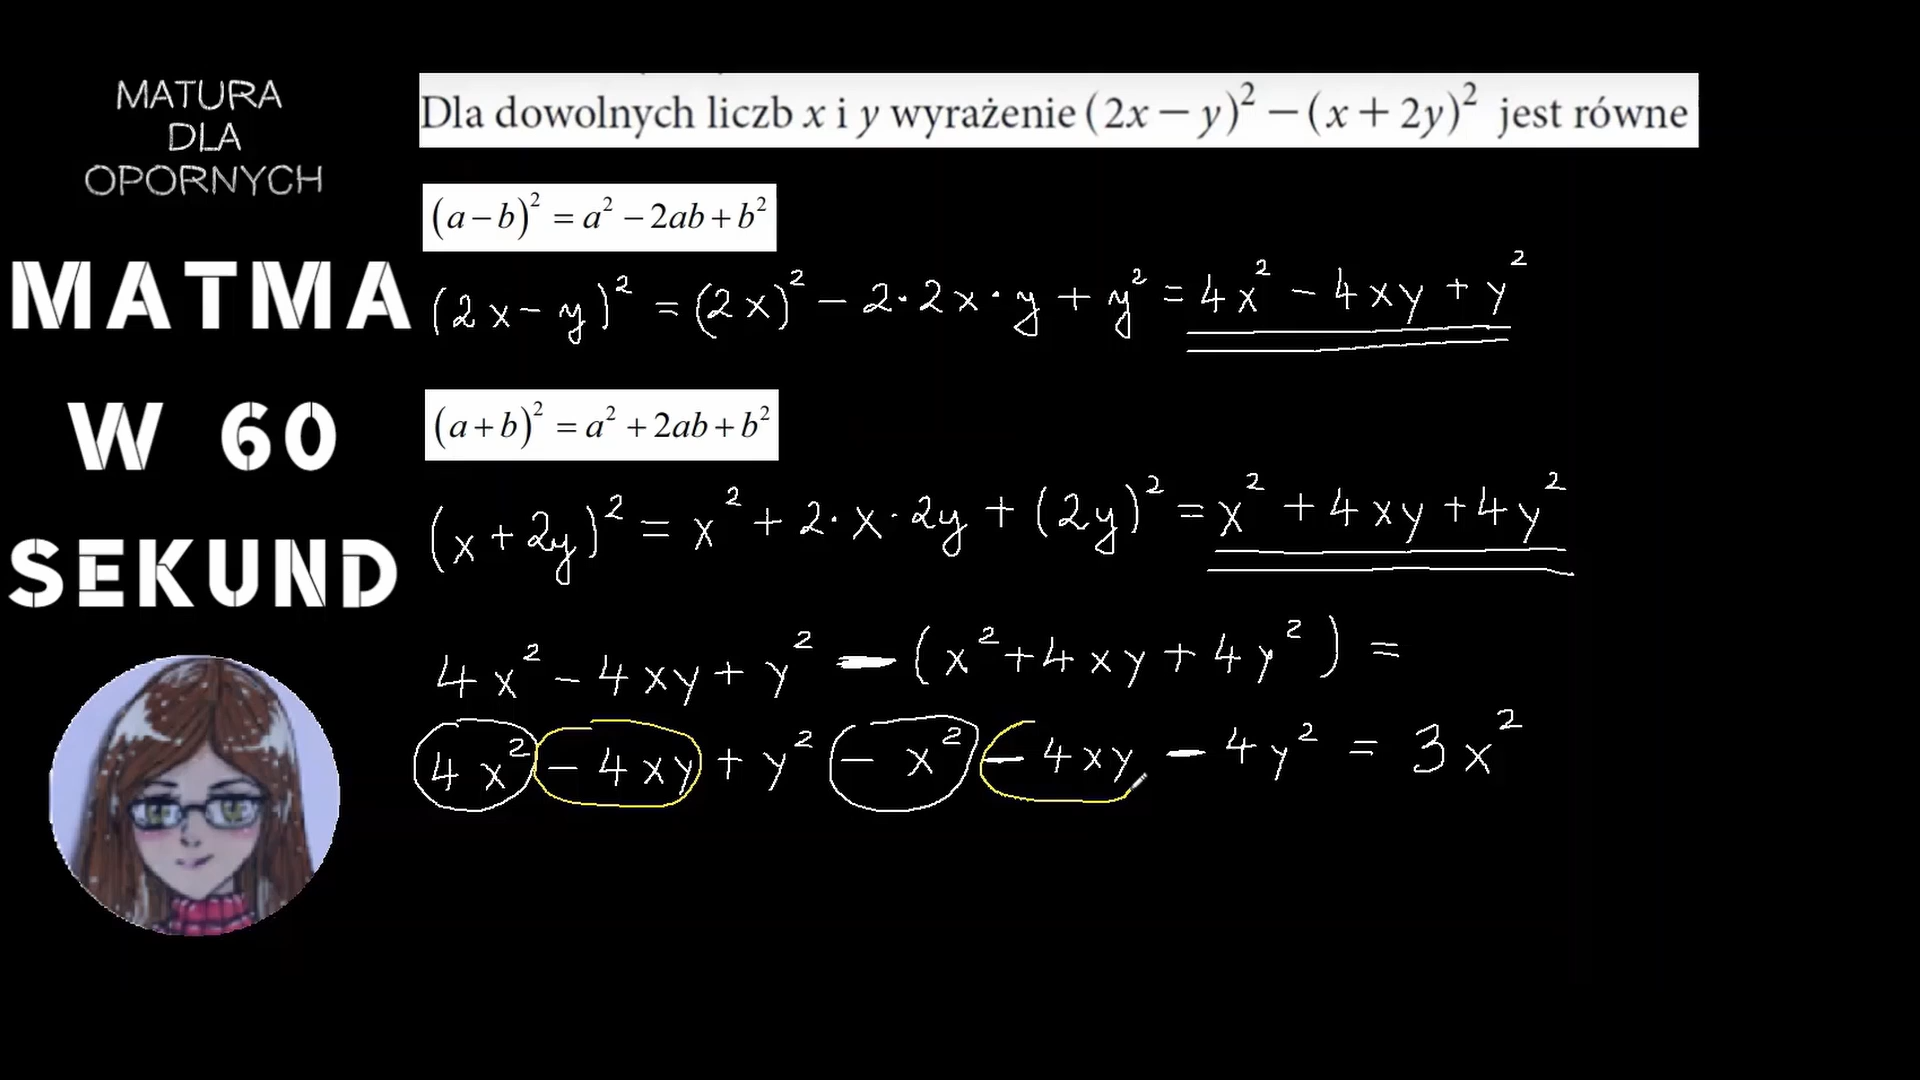 MATURA
DLA
OPORNYCH
MATMA
W 60
SEKUND
Dla dowolnych liczb x i y wyrażenie (2x − y)² − (x + 2y)² jest równe
(a − b)² = a² − 2ab + b²
(2x − y)² = (2x)² − 2·2x·y + y² = 4x² − 4xy + y²
(a + b)² = a² + 2ab + b²
(x + 2y)² = x² + 2·x·2y + (2y)² = x² + 4xy + 4y²
4x² − 4xy + y² − (x² + 4xy + 4y²) =
4x² − 4xy + y² − x² − 4xy − 4y² = 3x²